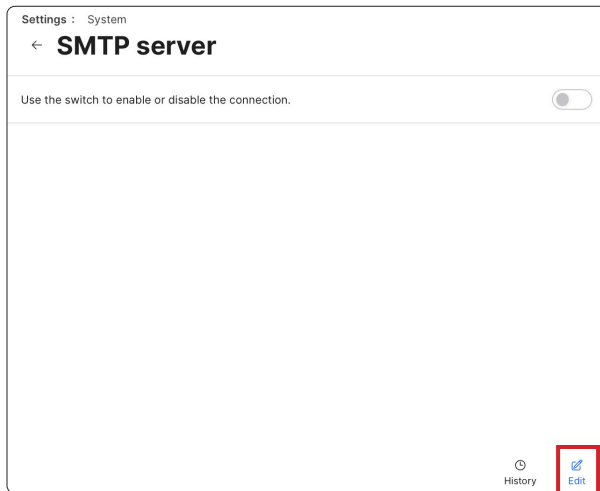 Settings : System
← SMTP server
Use the switch to enable or disable the connection.
History Edit